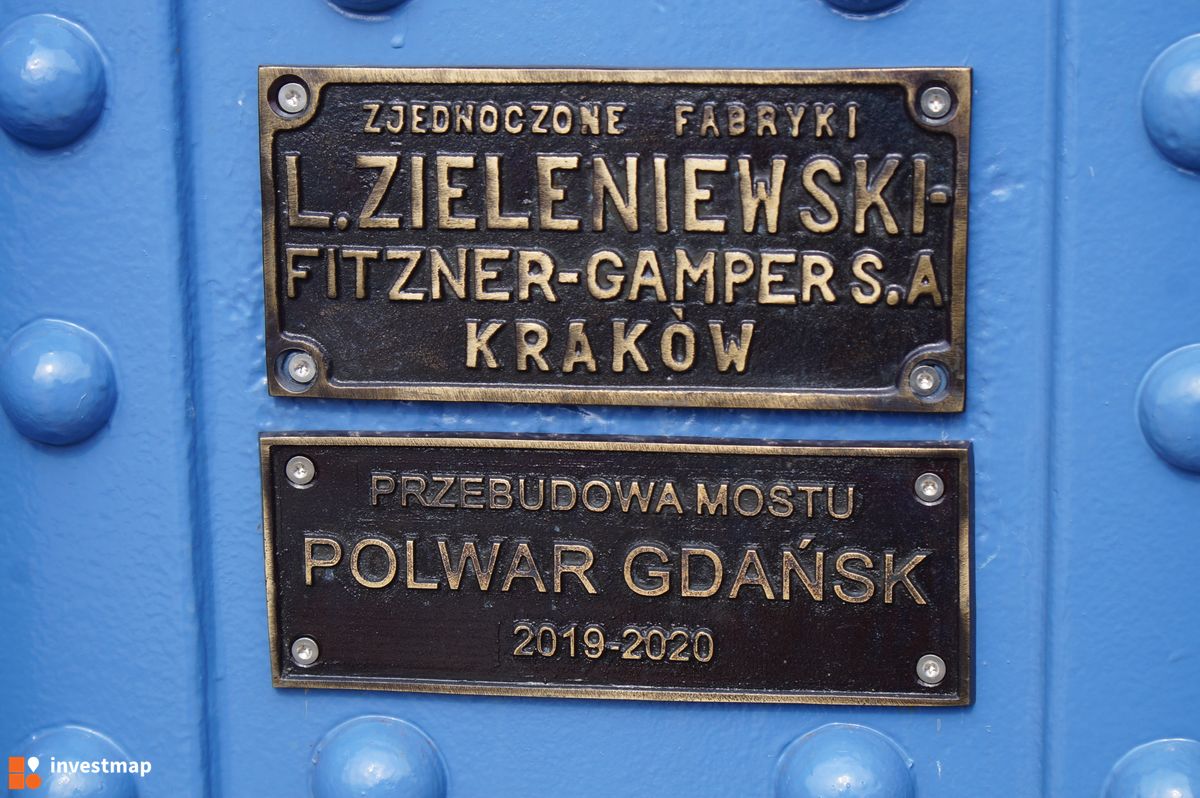 ZJEDNOCZONE FABRYKI
L.ZIELENIEWSKI-
FITZNER-GAMPER S.A
KRAKÒW
PRZEBUDOWA MOSTU
POLWAR GDAŃSK
2019-2020
investmap